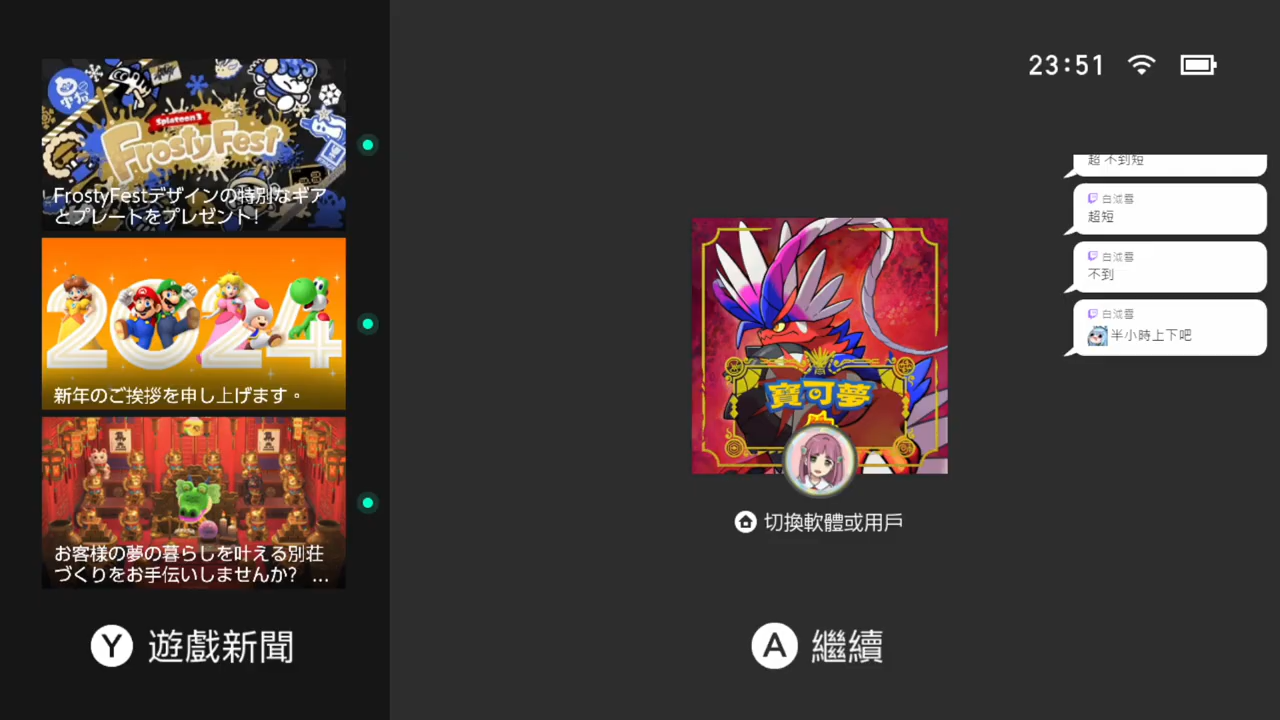 Splatoon 3
FrostyFest
FrostyFestデザインの特別なギア
とプレートをプレゼント!
2024
新年のご挨拶を申し上げます。
お客様の夢の暮らしを叶える別荘
づくりをお手伝いしませんか? …
Y 遊戲新聞
23:51
寶可夢
切換軟體或用戶
A 繼續
超 不到短
超短
不到
半小時上下吧